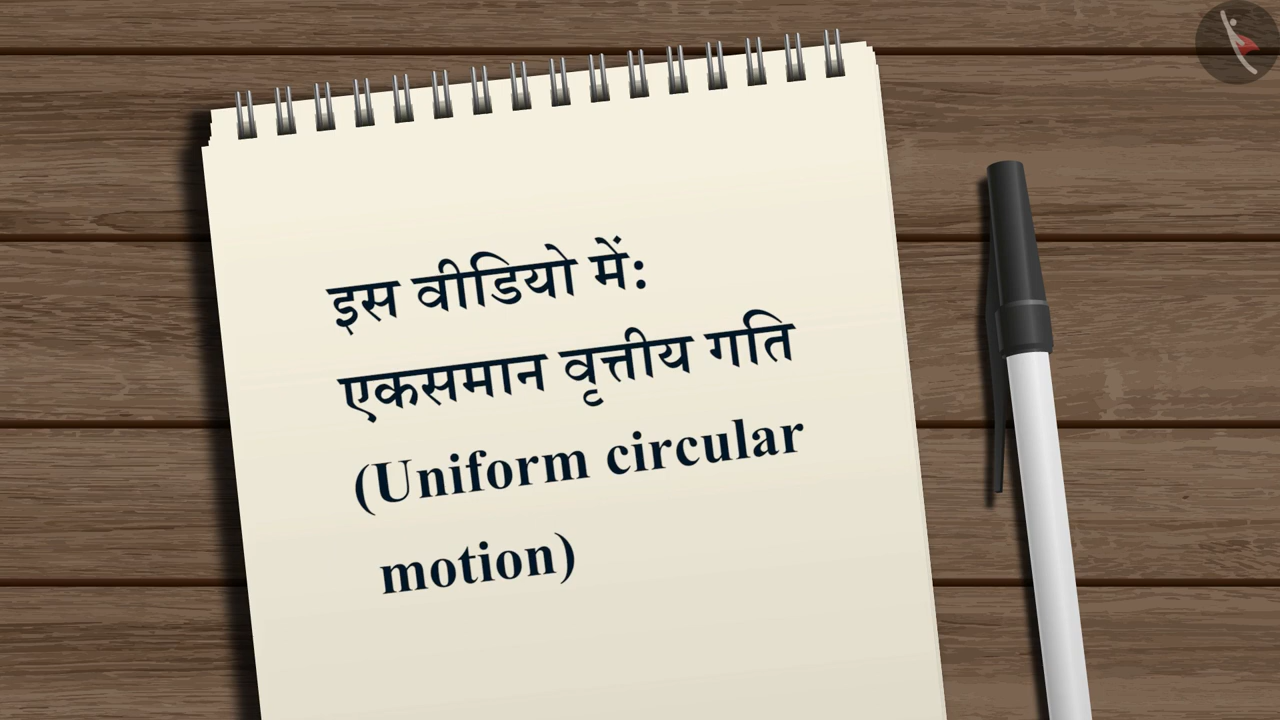 इस वीडियो में:
एकसमान वृत्तीय गति
(Uniform circular
motion)